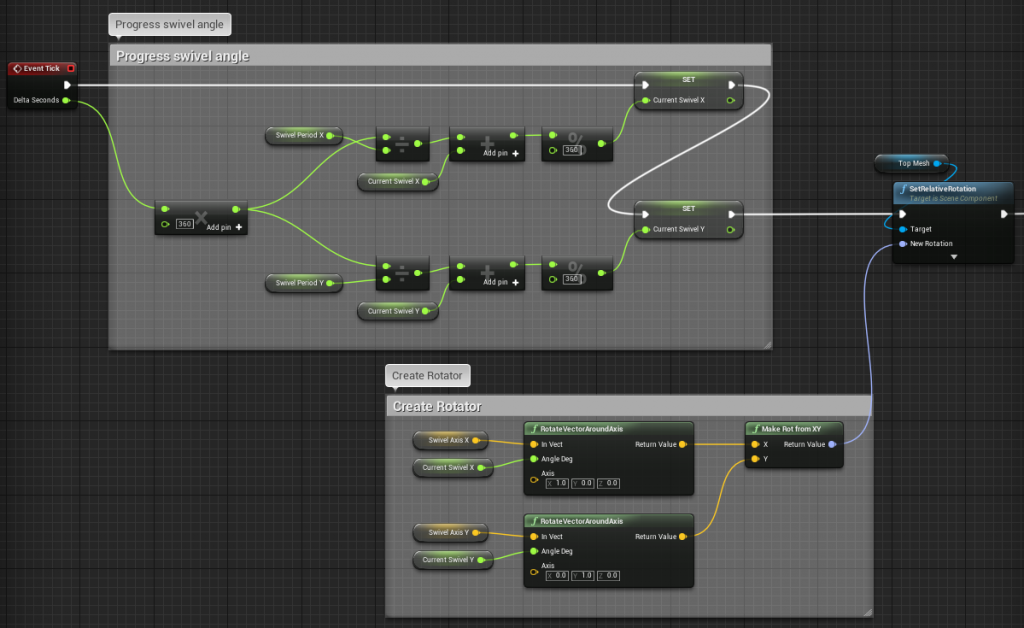 Progress swivel angle
Progress swivel angle
Event Tick
Delta Seconds
SET
Current Swivel X
Swivel Period X
÷
+
Add pin +
%
360
Current Swivel X
360
X
Add pin +
SET
Current Swivel Y
Swivel Period Y
÷
+
Add pin +
%
360
Current Swivel Y
Top Mesh
f SetRelativeRotation
Target is Scene Component
Target
New Rotation
Create Rotator
Create Rotator
Swivel Axis X
Current Swivel X
f RotateVectorAroundAxis
In Vect
Return Value
Angle Deg
Axis
X 1.0 Y 0.0 Z 0.0
f Make Rot from XY
X
Return Value
Y
Swivel Axis Y
Current Swivel Y
f RotateVectorAroundAxis
In Vect
Return Value
Angle Deg
Axis
X 0.0 Y 1.0 Z 0.0